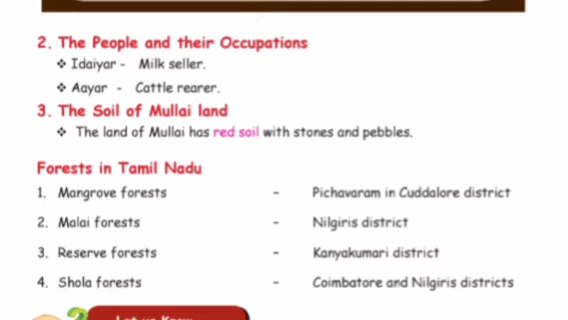 2. The People and their Occupations
❖ Idaiyar - Milk seller.
❖ Aayar - Cattle rearer.
3. The Soil of Mullai land
❖ The land of Mullai has red soil with stones and pebbles.
Forests in Tamil Nadu
1. Mangrove forests - Pichavaram in Cuddalore district
2. Malai forests - Nilgiris district
3. Reserve forests - Kanyakumari district
4. Shola forests - Coimbatore and Nilgiris districts
Let us Know